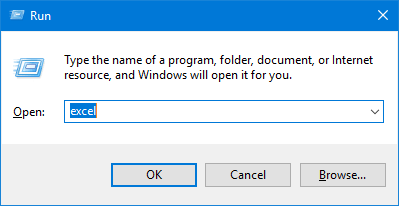 Run
Type the name of a program, folder, document, or Internet
resource, and Windows will open it for you.
Open: excel
OK Cancel Browse...